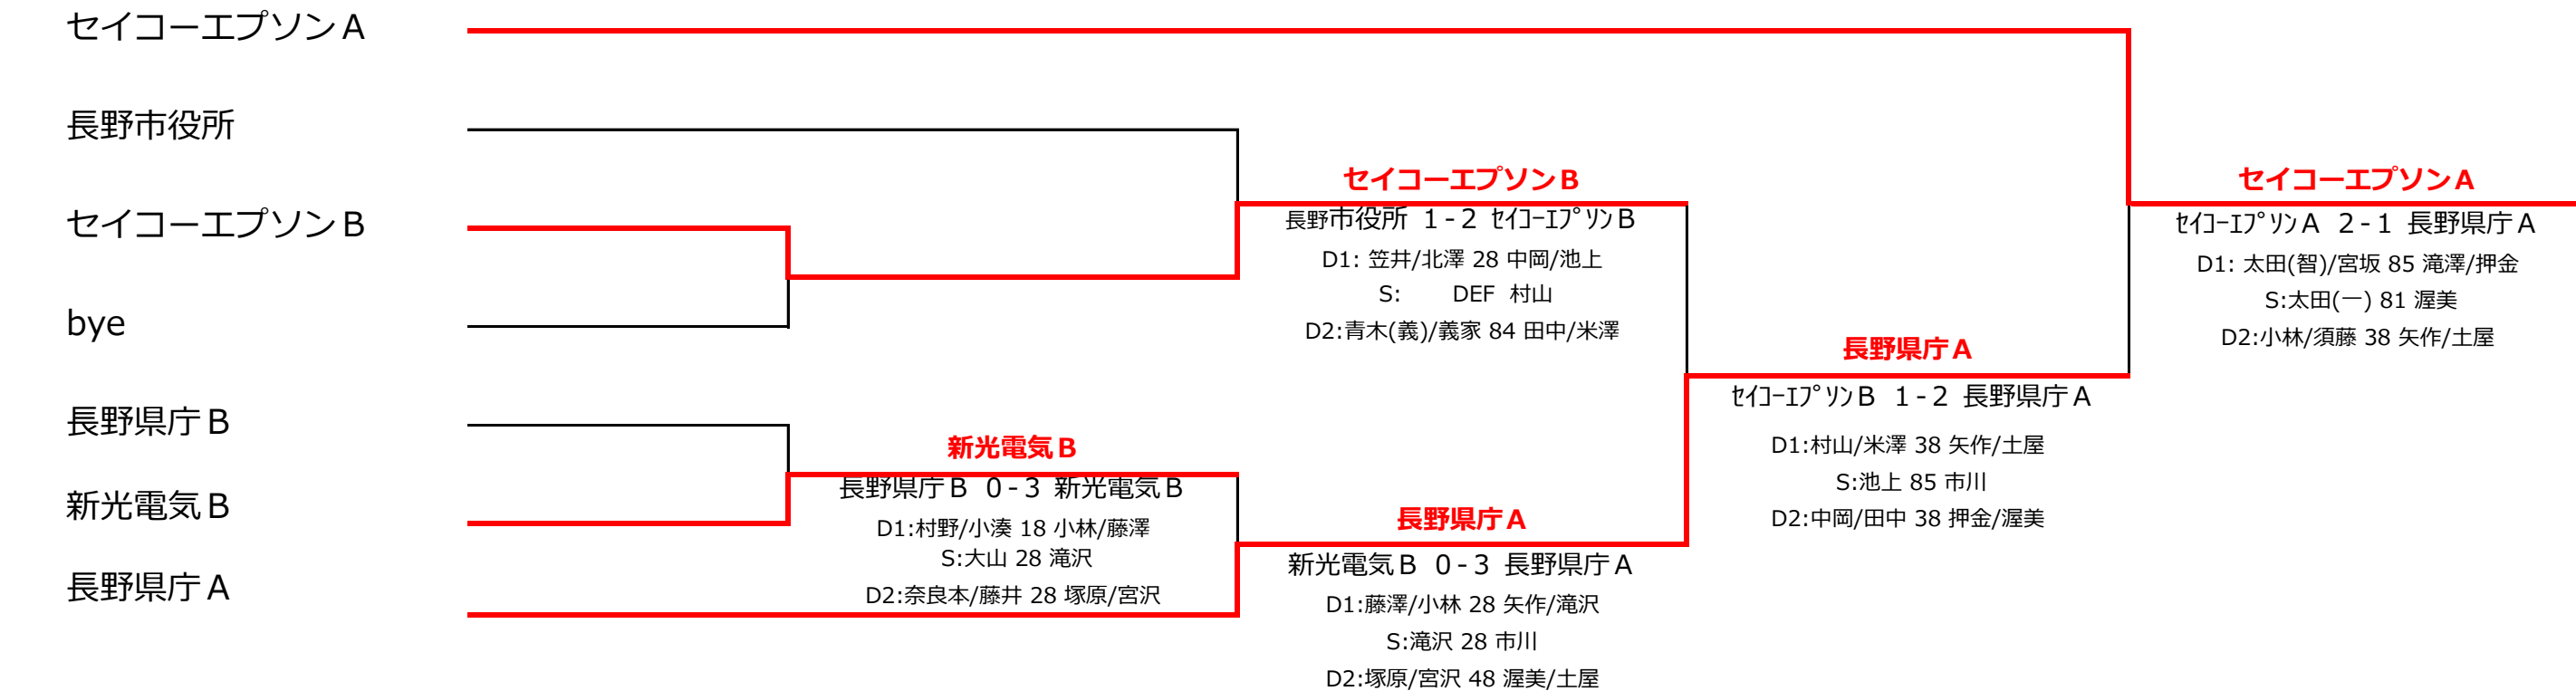 セイコーエプソンA
長野市役所
セイコーエプソンB
bye
長野県庁B
新光電気B
長野県庁A
新光電気B
長野県庁B 0-3 新光電気B
D1:村野/小湊 18 小林/藤澤
S:大山 28 滝沢
D2:奈良本/藤井 28 塚原/宮沢
セイコーエプソンB
長野市役所 1-2 ｾｲｺｰｴﾌﾟｿﾝB
D1: 笠井/北澤 28 中岡/池上
S: DEF 村山
D2:青木(義)/義家 84 田中/米澤
長野県庁A
新光電気B 0-3 長野県庁A
D1:藤澤/小林 28 矢作/滝沢
S:滝沢 28 市川
D2:塚原/宮沢 48 渥美/土屋
長野県庁A
ｾｲｺｰｴﾌﾟｿﾝB 1-2 長野県庁A
D1:村山/米澤 38 矢作/土屋
S:池上 85 市川
D2:中岡/田中 38 押金/渥美
セイコーエプソンA
ｾｲｺｰｴﾌﾟｿﾝA 2-1 長野県庁A
D1: 太田(智)/宮坂 85 滝澤/押金
S:太田(一) 81 渥美
D2:小林/須藤 38 矢作/土屋